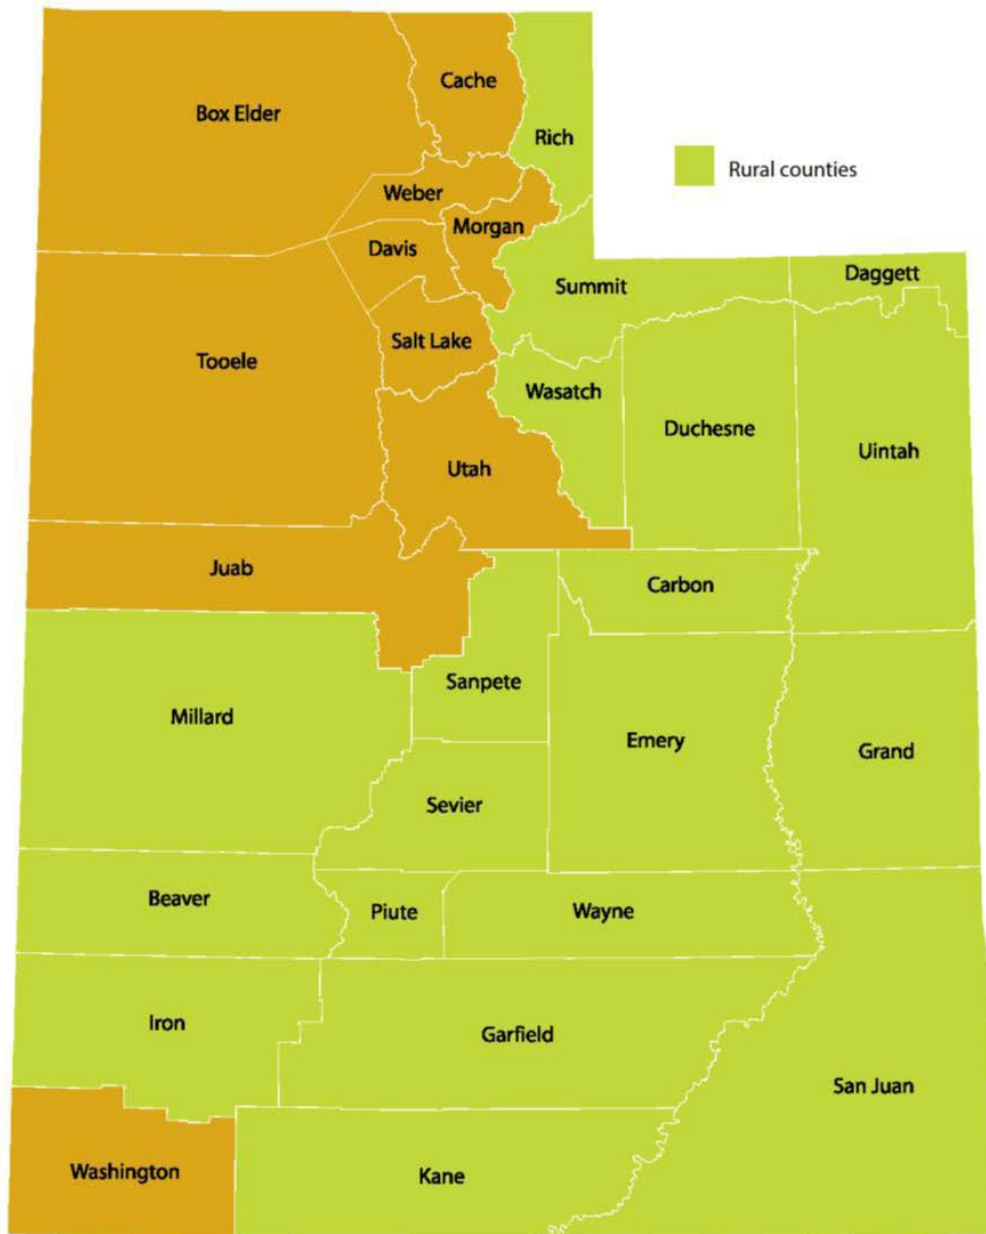 Cache
Box Elder
Rich
Rural counties
Weber
Morgan
Davis
Daggett
Summit
Salt Lake
Tooele
Wasatch
Duchesne
Uintah
Utah
Juab
Carbon
Sanpete
Millard
Emery
Grand
Sevier
Beaver
Piute
Wayne
Iron
Garfield
San Juan
Washington
Kane